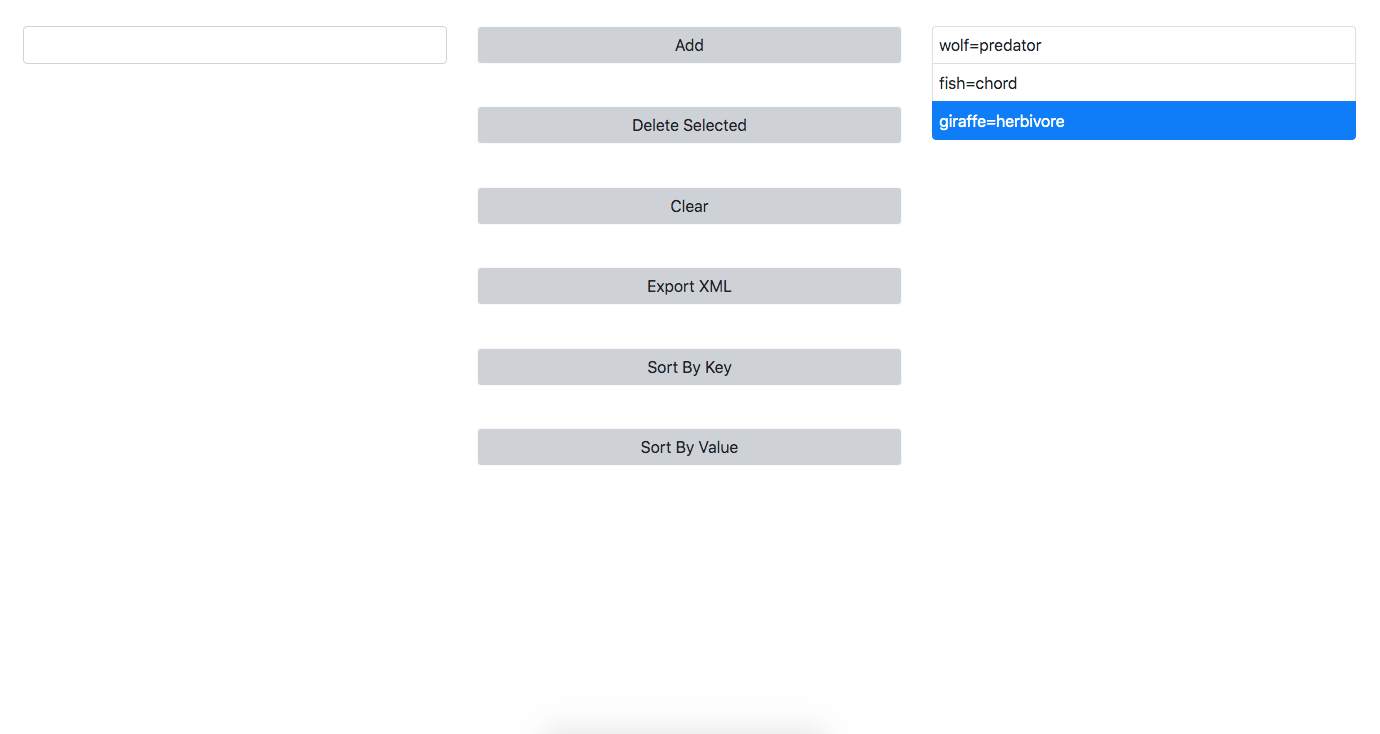 Add
Delete Selected
Clear
Export XML
Sort By Key
Sort By Value
wolf=predator
fish=chord
giraffe=herbivore